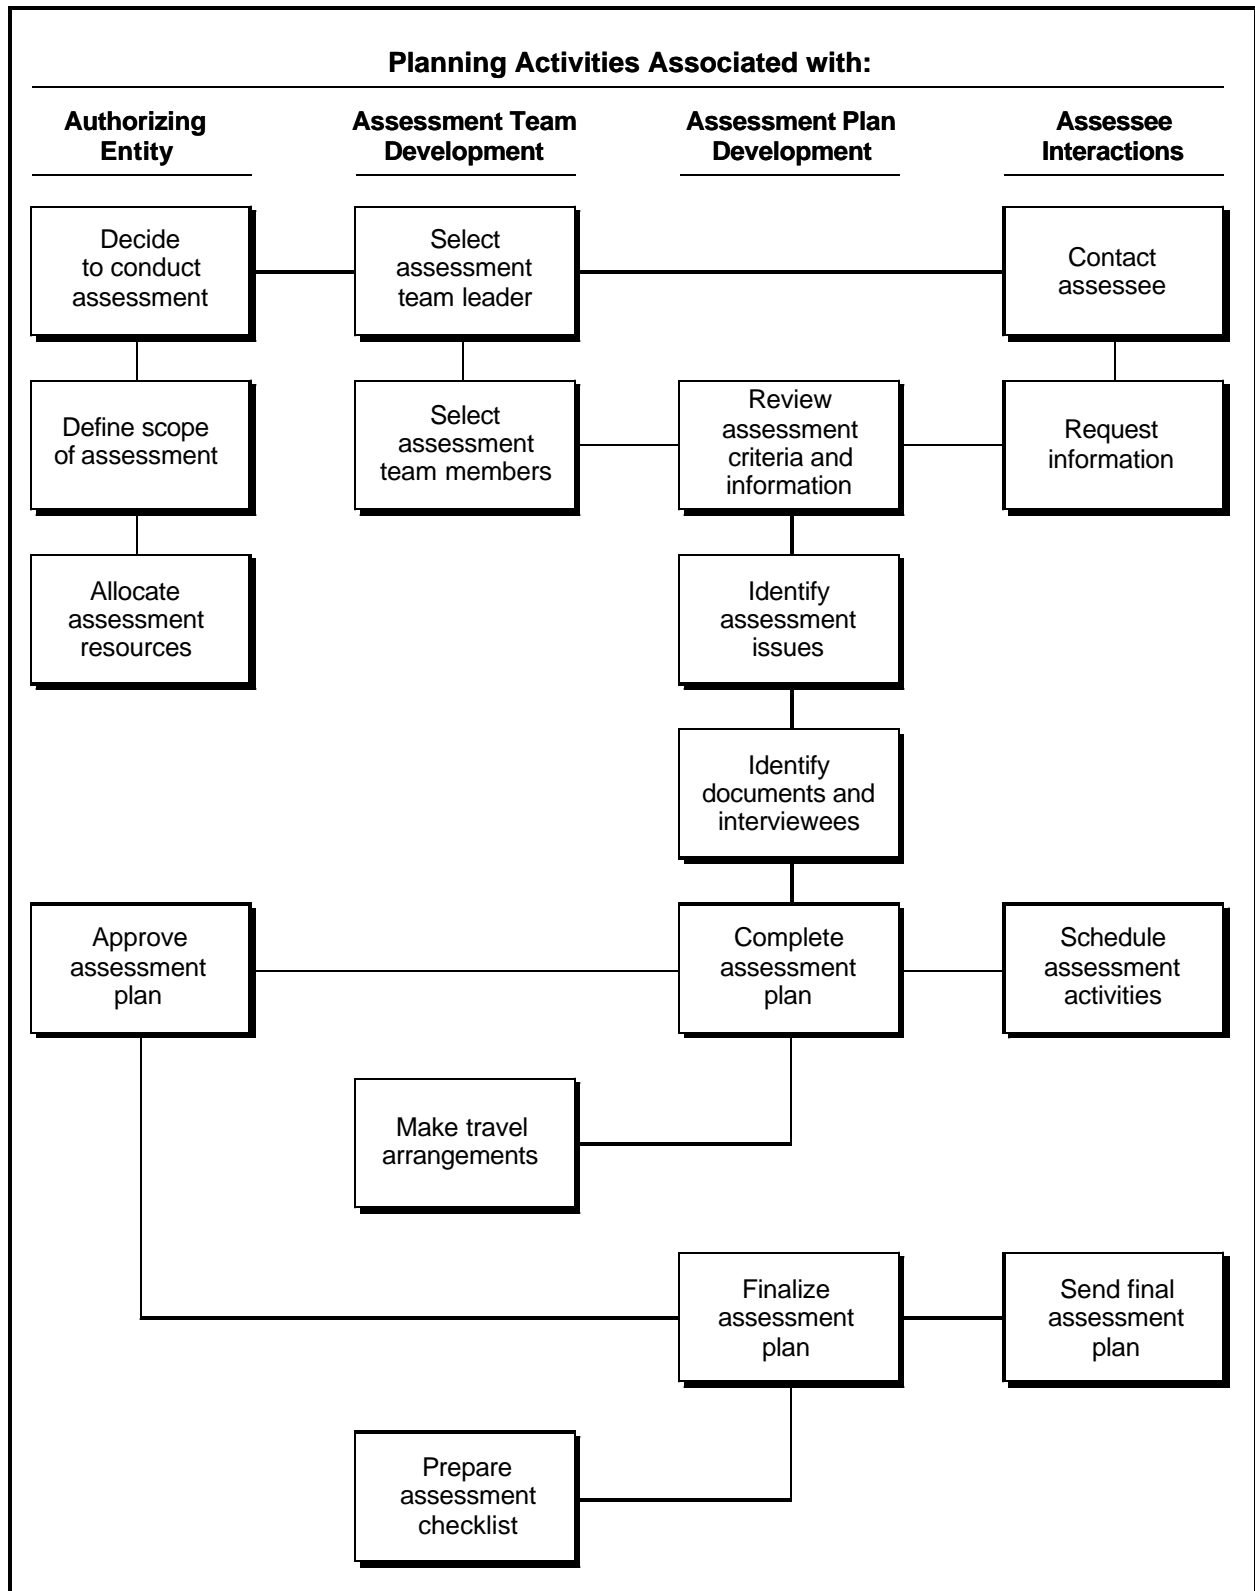 Planning Activities Associated with:
Authorizing
Entity
Assessment Team
Development
Assessment Plan
Development
Assessee
Interactions
Decide
to conduct
assessment
Select
assessment
team leader
Contact
assessee
Define scope
of assessment
Select
assessment
team members
Review
assessment
criteria and
information
Request
information
Allocate
assessment
resources
Identify
assessment
issues
Identify
documents and
interviewees
Approve
assessment
plan
Complete
assessment
plan
Schedule
assessment
activities
Make travel
arrangements
Finalize
assessment
plan
Send final
assessment
plan
Prepare
assessment
checklist